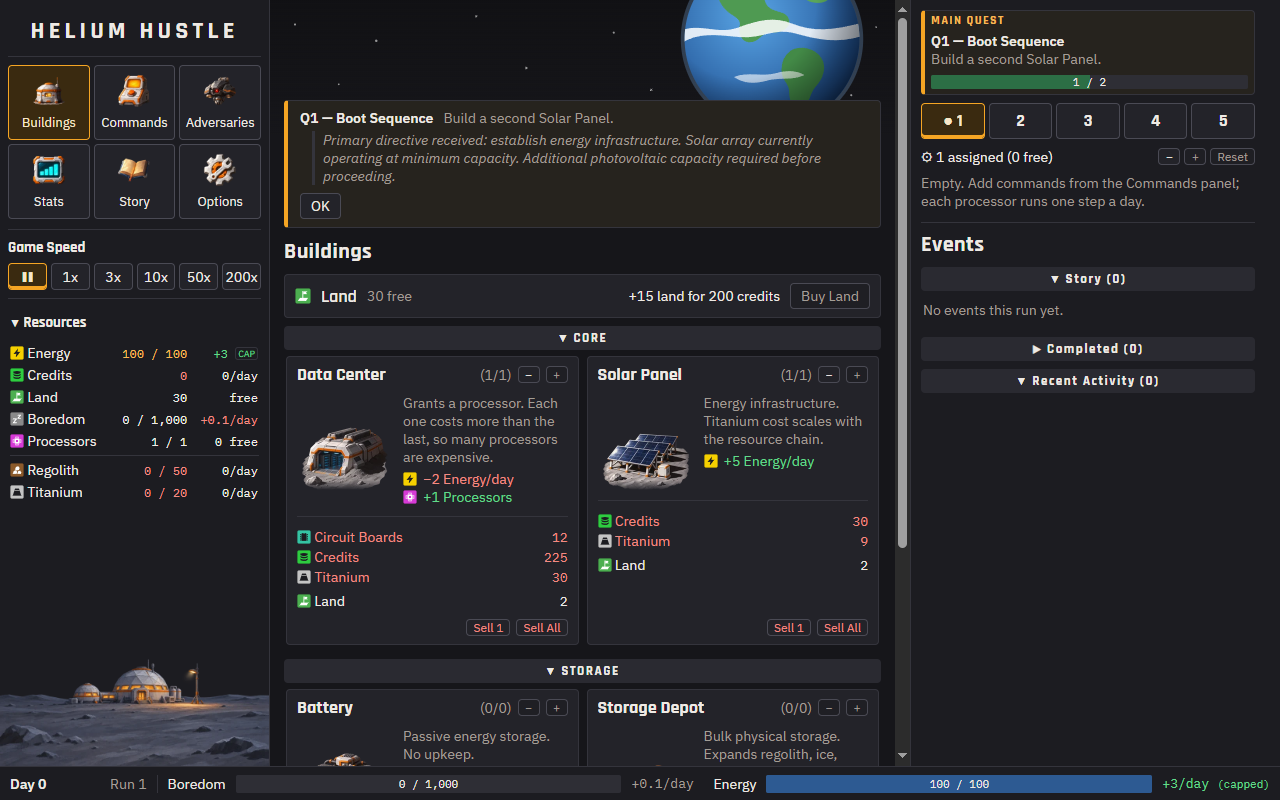 HELIUM HUSTLE
Buildings
Commands
Adversaries
Stats
Story
Options
Game Speed
1x
3x
10x
50x
200x
▼ Resources
Energy 100 / 100 +3 CAP
Credits 0 0/day
Land 30 free
Boredom 0 / 1,000 +0.1/day
Processors 1 / 1 0 free
Regolith 0 / 50 0/day
Titanium 0 / 20 0/day
Q1 — Boot Sequence Build a second Solar Panel.
Primary directive received: establish energy infrastructure. Solar array currently
operating at minimum capacity. Additional photovoltaic capacity required before
proceeding.
OK
Buildings
Land 30 free +15 land for 200 credits Buy Land
▼ CORE
Data Center (1/1) − +
Grants a processor. Each
one costs more than the
last, so many processors
are expensive.
−2 Energy/day
+1 Processors
Circuit Boards 12
Credits 225
Titanium 30
Land 2
Sell 1 Sell All
Solar Panel (1/1) − +
Energy infrastructure.
Titanium cost scales with
the resource chain.
+5 Energy/day
Credits 30
Titanium 9
Land 2
Sell 1 Sell All
▼ STORAGE
Battery (0/0) − +
Passive energy storage.
No upkeep.
Storage Depot (0/0) − +
Bulk physical storage.
Expands regolith, ice,
MAIN QUEST
Q1 — Boot Sequence
Build a second Solar Panel.
1 / 2
● 1 2 3 4 5
⚙ 1 assigned (0 free) − + Reset
Empty. Add commands from the Commands panel;
each processor runs one step a day.
Events
▼ Story (0)
No events this run yet.
▶ Completed (0)
▼ Recent Activity (0)
Day 0 Run 1 Boredom 0 / 1,000 +0.1/day Energy 100 / 100 +3/day (capped)